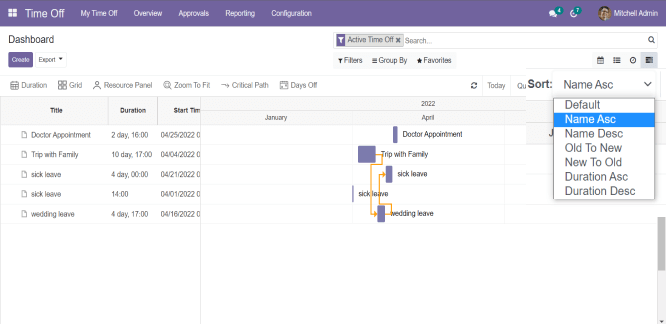 Time Off My Time Off Overview Approvals Reporting Configuration 4 7 Mitchell Admin
Dashboard
Active Time Off × Search...
Create Export
Filters Group By Favorites
Duration Grid Resource Panel Zoom To Fit Critical Path Days Off Today Qu
Sort: Name Asc
Default
Name Asc
Name Desc
Old To New
New To Old
Duration Asc
Duration Desc
Title Duration Start Tim
2022
January April J
Doctor Appointment 2 day, 16:00 04/25/2022 0 Doctor Appointment
Trip with Family 10 day, 17:00 04/04/2022 0 Trip with Family
sick leave 4 day, 00:00 04/21/2022 0 sick leave
sick leave 14:00 04/01/2022 0 sick leave
wedding leave 4 day, 17:00 04/16/2022 0 wedding leave